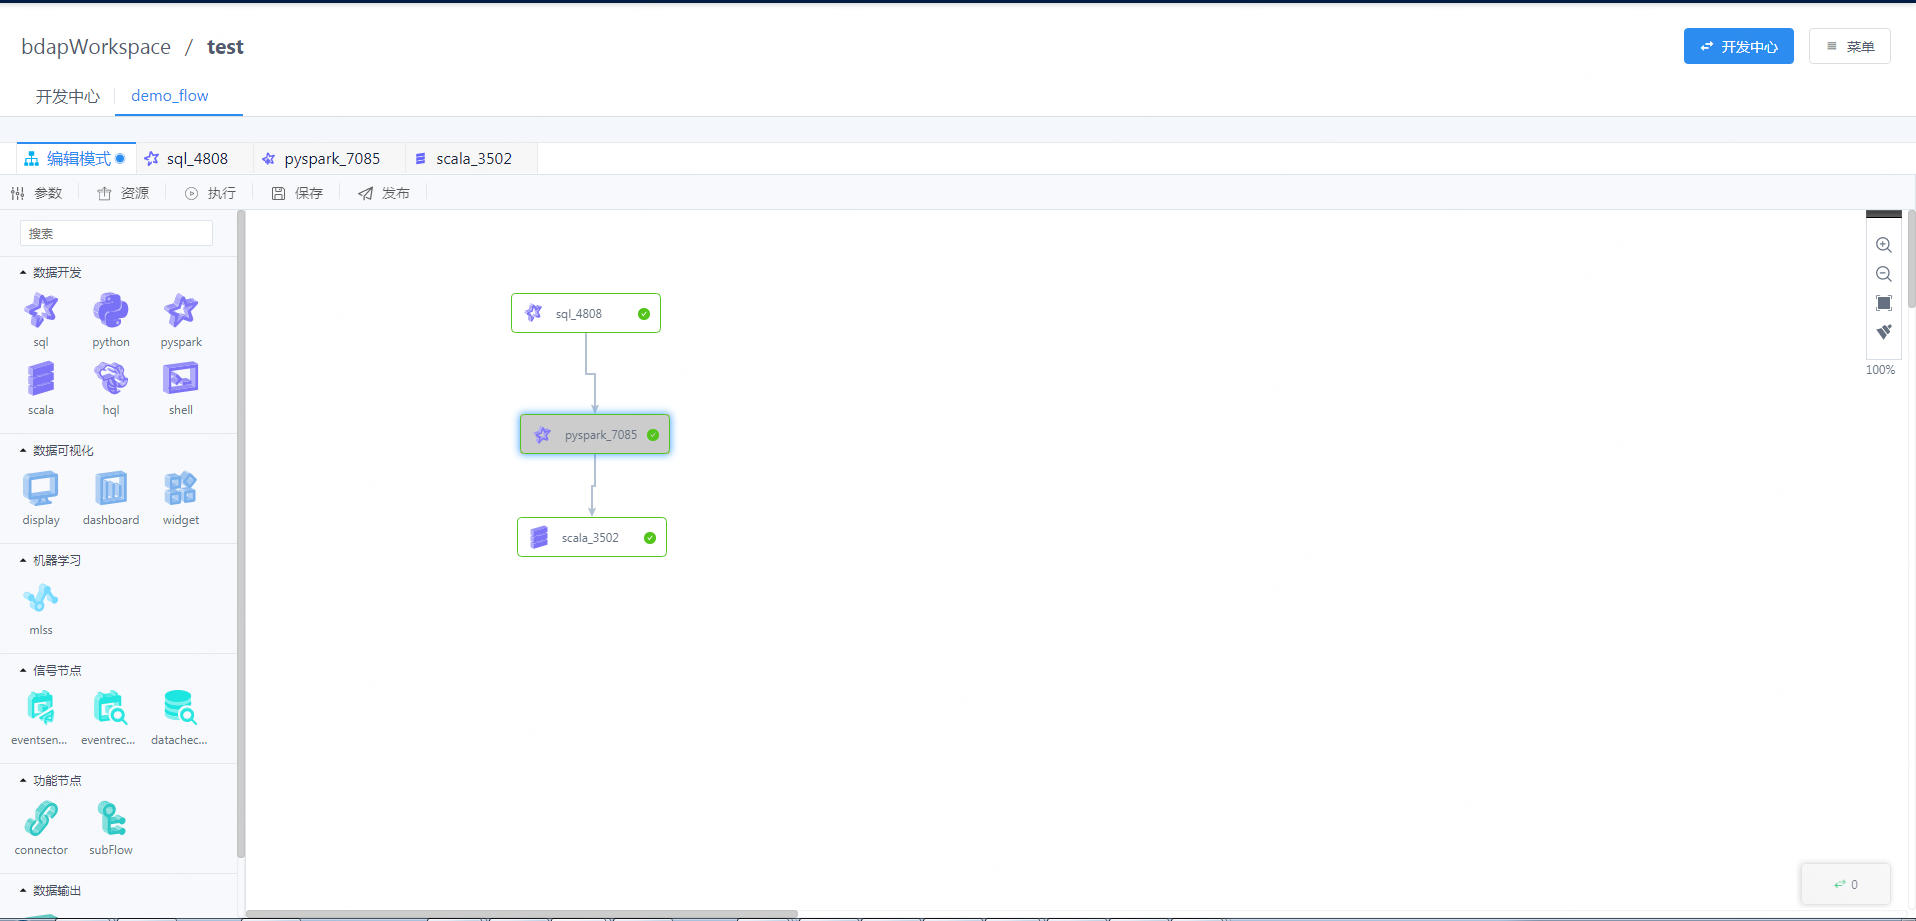 bdapWorkspace / test
开发中心
菜单
开发中心
demo_flow
编辑模式
sql_4808
pyspark_7085
scala_3502
参数
资源
执行
保存
发布
搜索
数据开发
sql
python
pyspark
scala
hql
shell
数据可视化
display
dashboard
widget
机器学习
mlss
信号节点
eventsen...
eventrec...
datachec...
功能节点
connector
subFlow
数据输出
sql_4808
pyspark_7085
scala_3502
100%
0